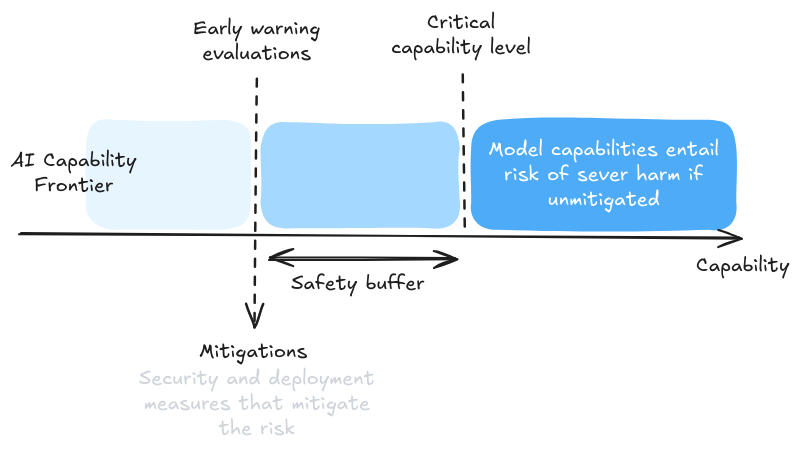 Early warning
evaluations
Critical
capability level
AI Capability
Frontier
Model capabilities entail
risk of sever harm if
unmitigated
Capability
Safety buffer
Mitigations
Security and deployment
measures that mitigate
the risk